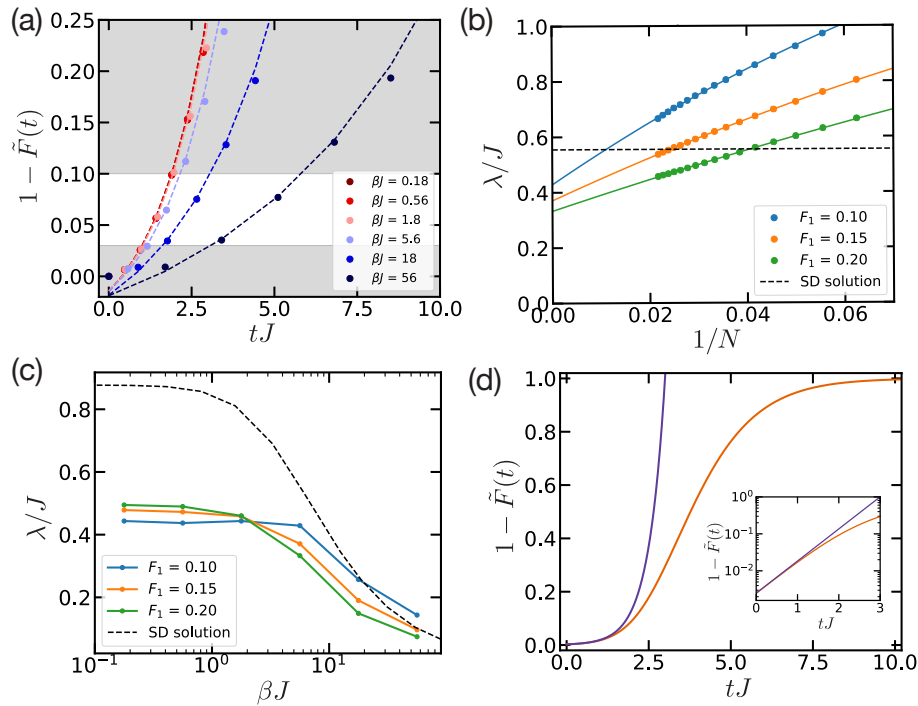 (a)
0.25
0.20
0.15
0.10
0.05
0.00
1 − F̃(t)
βJ = 0.18
βJ = 0.56
βJ = 1.8
βJ = 5.6
βJ = 18
βJ = 56
0.0 2.5 5.0 7.5 10.0
tJ
(b)
1.0
0.8
0.6
0.4
0.2
0.0
λ/J
F₁ = 0.10
F₁ = 0.15
F₁ = 0.20
SD solution
0.00 0.02 0.04 0.06
1/N
(c)
0.8
0.6
0.4
0.2
λ/J
F₁ = 0.10
F₁ = 0.15
F₁ = 0.20
SD solution
10⁻¹ 10⁰ 10¹
βJ
(d)
1.0
0.8
0.6
0.4
0.2
0.0
1 − F̃(t)
10⁰
10⁻¹
10⁻²
1 − F̃(t)
0 1 2 3
tJ
0.0 2.5 5.0 7.5 10.0
tJ